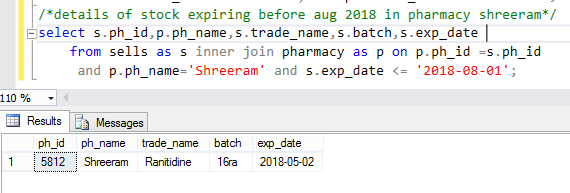 /*details of stock expiring before aug 2018 in pharmacy shreeram*/
select s.ph_id,p.ph_name,s.trade_name,s.batch,s.exp_date
from sells as s inner join pharmacy as p on p.ph_id =s.ph_id
and p.ph_name='Shreeram' and s.exp_date <= '2018-08-01';
110 %
Results Messages
ph_id ph_name trade_name batch exp_date
1 5812 Shreeram Ranitidine 16ra 2018-05-02